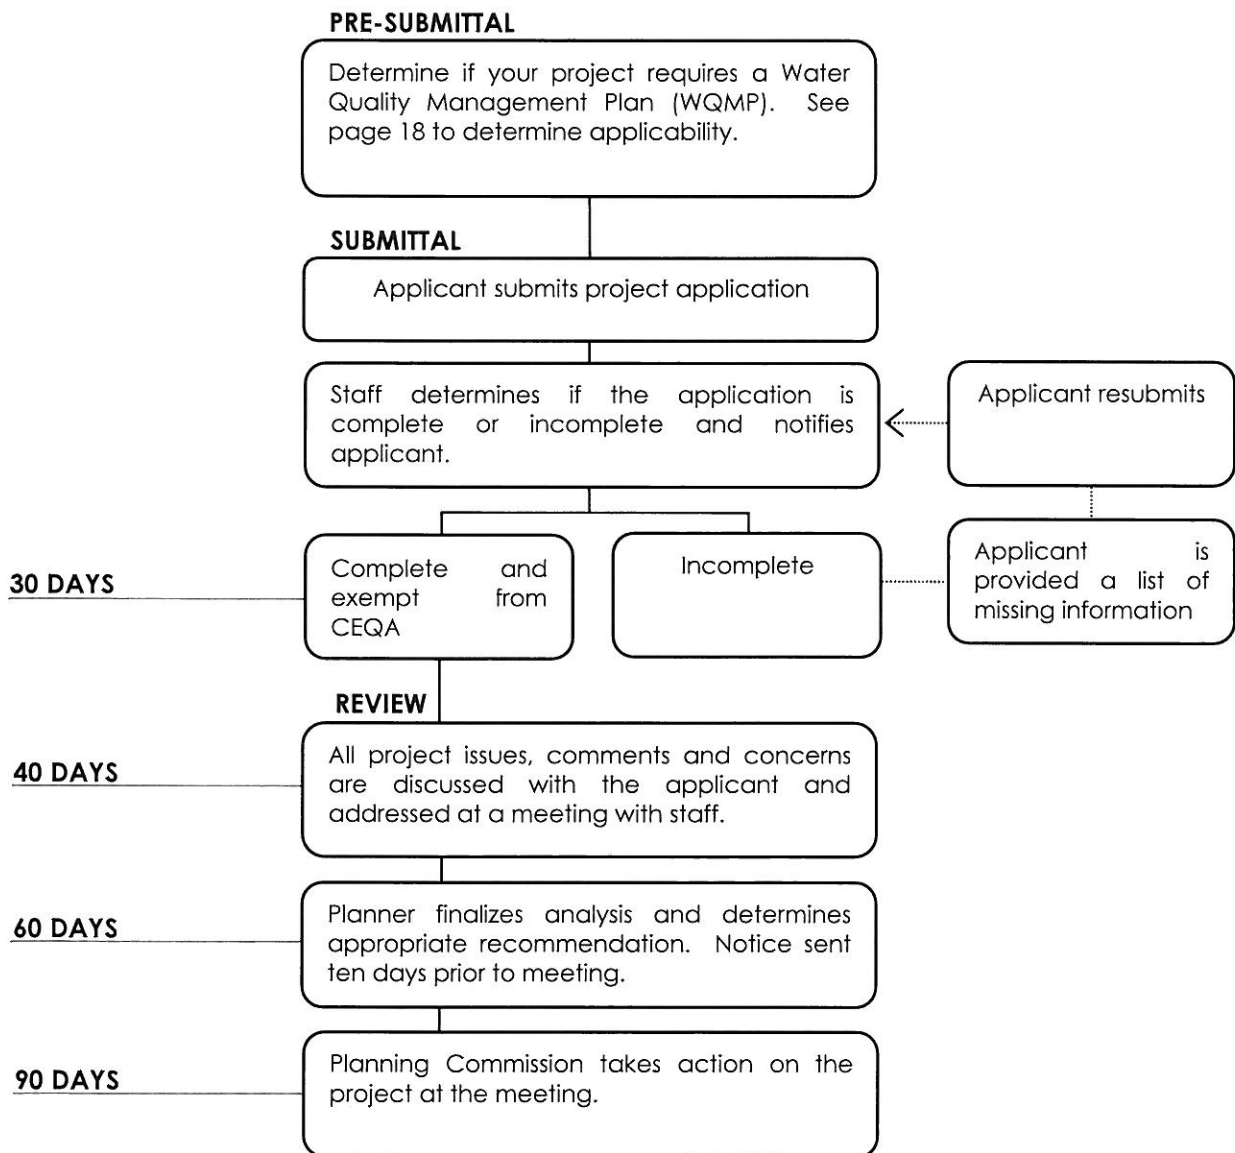 PRE-SUBMITTAL
Determine if your project requires a Water
Quality Management Plan (WQMP). See
page 18 to determine applicability.
SUBMITTAL
Applicant submits project application
Staff determines if the application is
complete or incomplete and notifies
applicant.
Applicant resubmits
30 DAYS
Complete and
exempt from
CEQA
Incomplete
Applicant is
provided a list of
missing information
REVIEW
40 DAYS
All project issues, comments and concerns
are discussed with the applicant and
addressed at a meeting with staff.
60 DAYS
Planner finalizes analysis and determines
appropriate recommendation. Notice sent
ten days prior to meeting.
90 DAYS
Planning Commission takes action on the
project at the meeting.